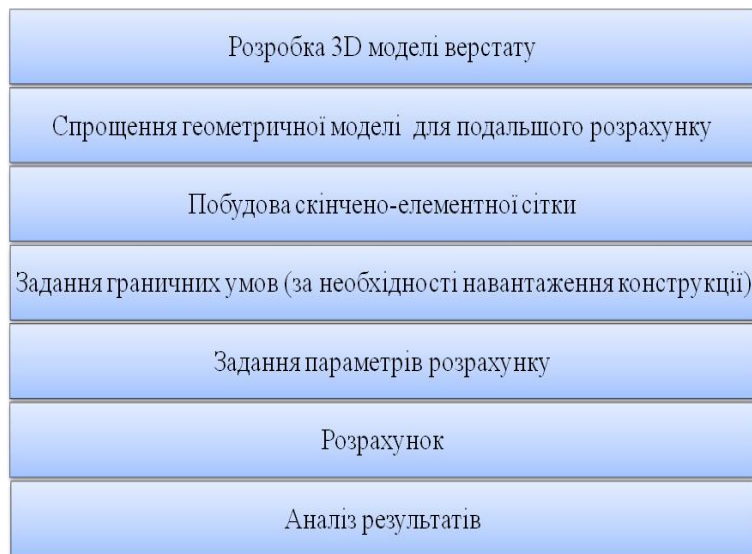 Розробка 3D моделі верстату
Спрощення геометричної моделі для подальшого розрахунку
Побудова скінчено-елементної сітки
Задання граничних умов (за необхідності навантаження конструкції)
Задання параметрів розрахунку
Розрахунок
Аналіз результатів